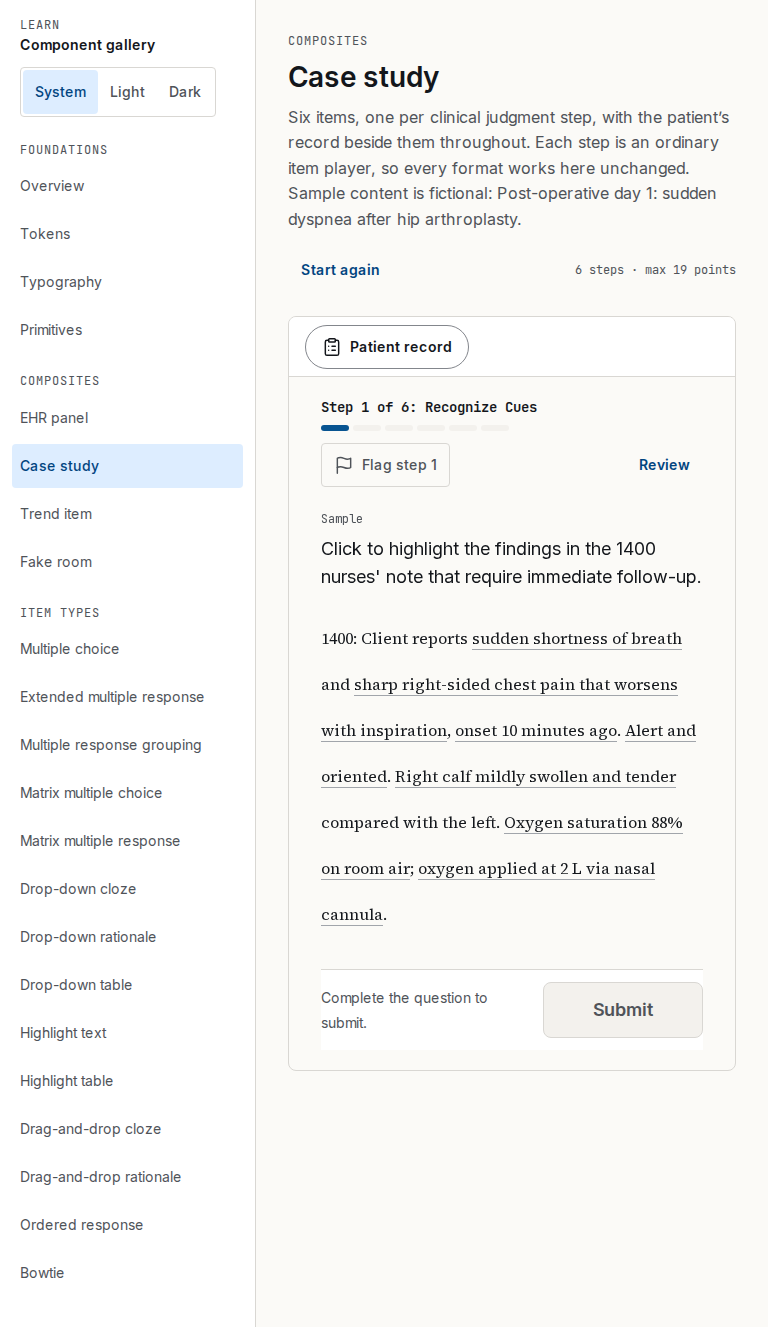 LEARN
Component gallery
System
Light
Dark
FOUNDATIONS
Overview
Tokens
Typography
Primitives
COMPOSITES
EHR panel
Case study
Trend item
Fake room
ITEM TYPES
Multiple choice
Extended multiple response
Multiple response grouping
Matrix multiple choice
Matrix multiple response
Drop-down cloze
Drop-down rationale
Drop-down table
Highlight text
Highlight table
Drag-and-drop cloze
Drag-and-drop rationale
Ordered response
Bowtie
COMPOSITES
Case study
Six items, one per clinical judgment step, with the patient’s
record beside them throughout. Each step is an ordinary
item player, so every format works here unchanged.
Sample content is fictional: Post-operative day 1: sudden
dyspnea after hip arthroplasty.
Start again
6 steps · max 19 points
Patient record
Step 1 of 6: Recognize Cues
Flag step 1
Review
Sample
Click to highlight the findings in the 1400
nurses' note that require immediate follow-up.
1400: Client reports sudden shortness of breath
and sharp right-sided chest pain that worsens
with inspiration, onset 10 minutes ago. Alert and
oriented. Right calf mildly swollen and tender
compared with the left. Oxygen saturation 88%
on room air; oxygen applied at 2 L via nasal
cannula.
Complete the question to
submit.
Submit